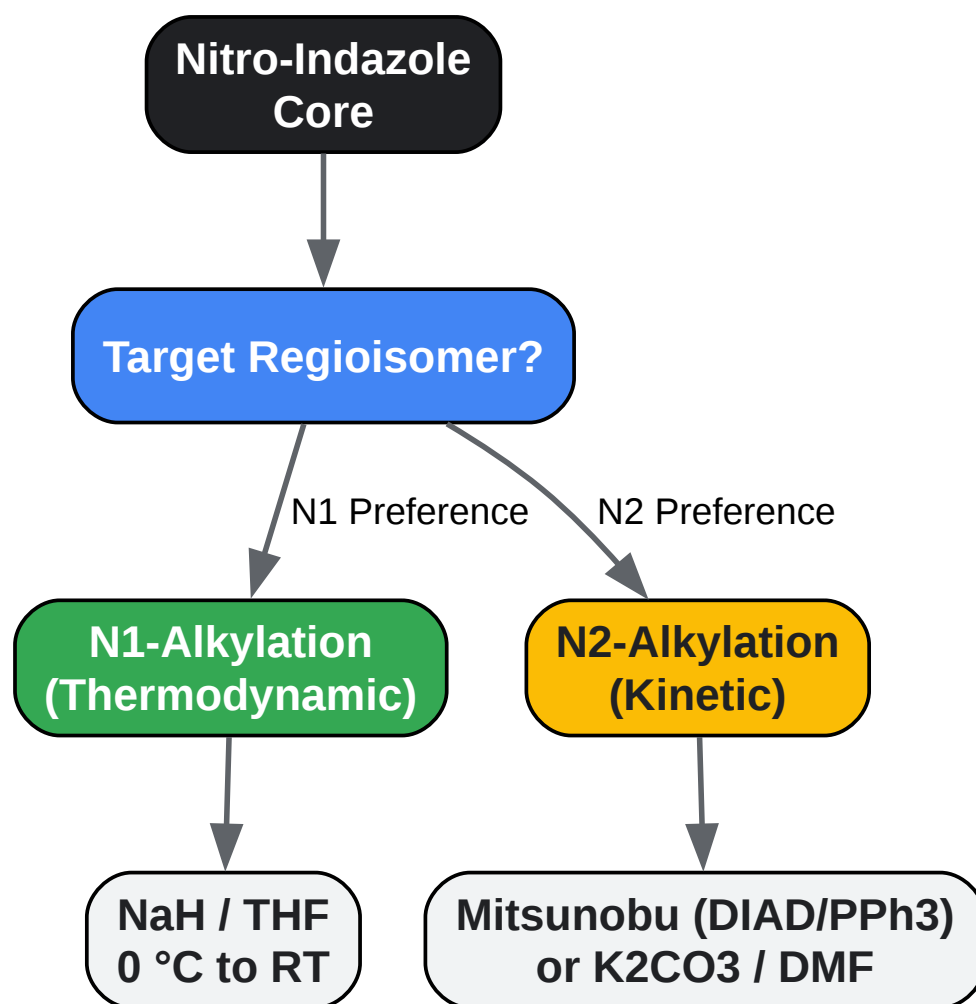 Nitro-Indazole
Core
Target Regioisomer?
N1 Preference
N2 Preference
N1-Alkylation
(Thermodynamic)
N2-Alkylation
(Kinetic)
NaH / THF
0 °C to RT
Mitsunobu (DIAD/PPh3)
or K2CO3 / DMF